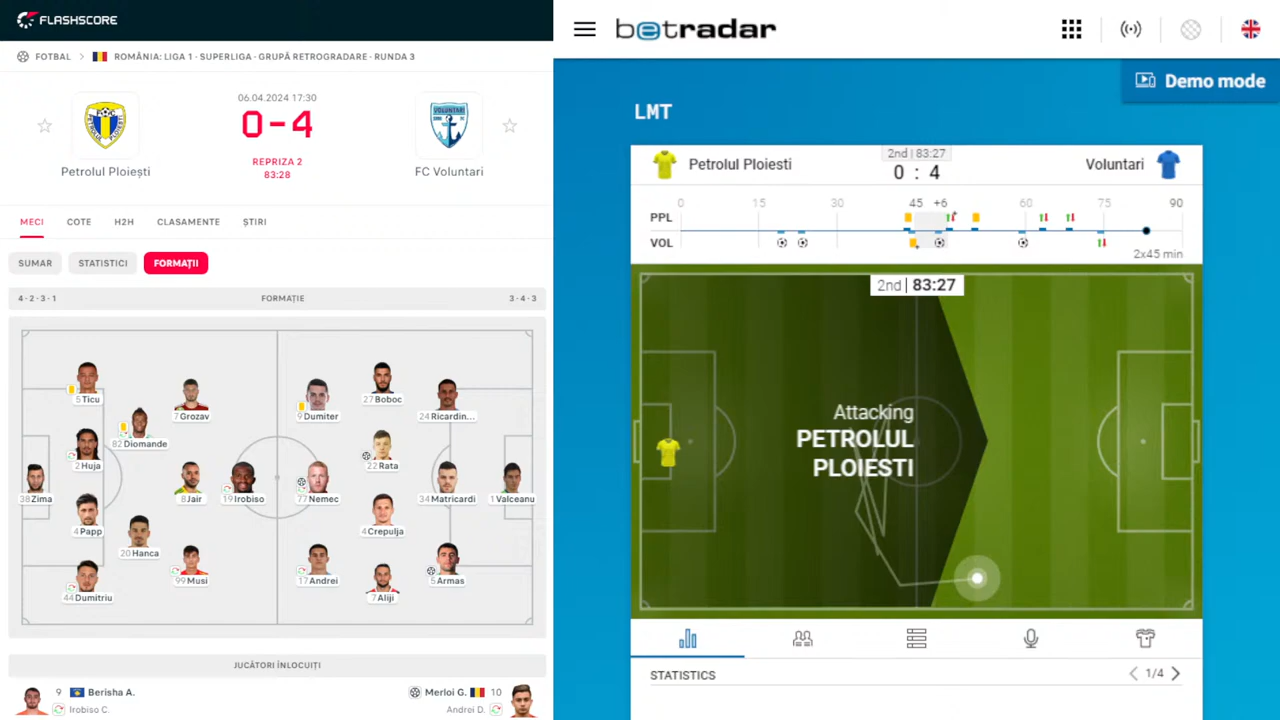 FLASHSCORE
FOTBAL
ROMÂNIA: LIGA 1 - SUPERLIGA - GRUPĂ RETROGRADARE - RUNDA 3
06.04.2024 17:30
0 - 4
REPRIZA 2
83:28
Petrolul Ploiești
FC Voluntari
MECI
COTE
H2H
CLASAMENTE
ȘTIRI
SUMAR
STATISTICI
FORMAȚII
4 - 2 - 3 - 1
FORMAȚIE
3 - 4 - 3
5 Ticu
7 Grozav
82 Diomande
2 Huja
38 Zima
8 Jair
19 Irobiso
4 Papp
20 Hanca
99 Musi
44 Dumitriu
9 Dumiter
27 Boboc
24 Ricardin...
22 Rata
77 Nemec
34 Matricardi
1 Valceanu
4 Crepulja
17 Andrei
7 Aliji
5 Armas
JUCĂTORI ÎNLOCUIȚI
9 Berisha A.
Irobiso C.
Merloi G. 10
Andrei D.
betradar
Demo mode
LMT
Petrolul Ploiesti
2nd | 83:27
0 : 4
Voluntari
0 15 30 45 +6 60 75 90
PPL
VOL
2x45 min
2nd | 83:27
Attacking
PETROLUL
PLOIESTI
STATISTICS
1/4